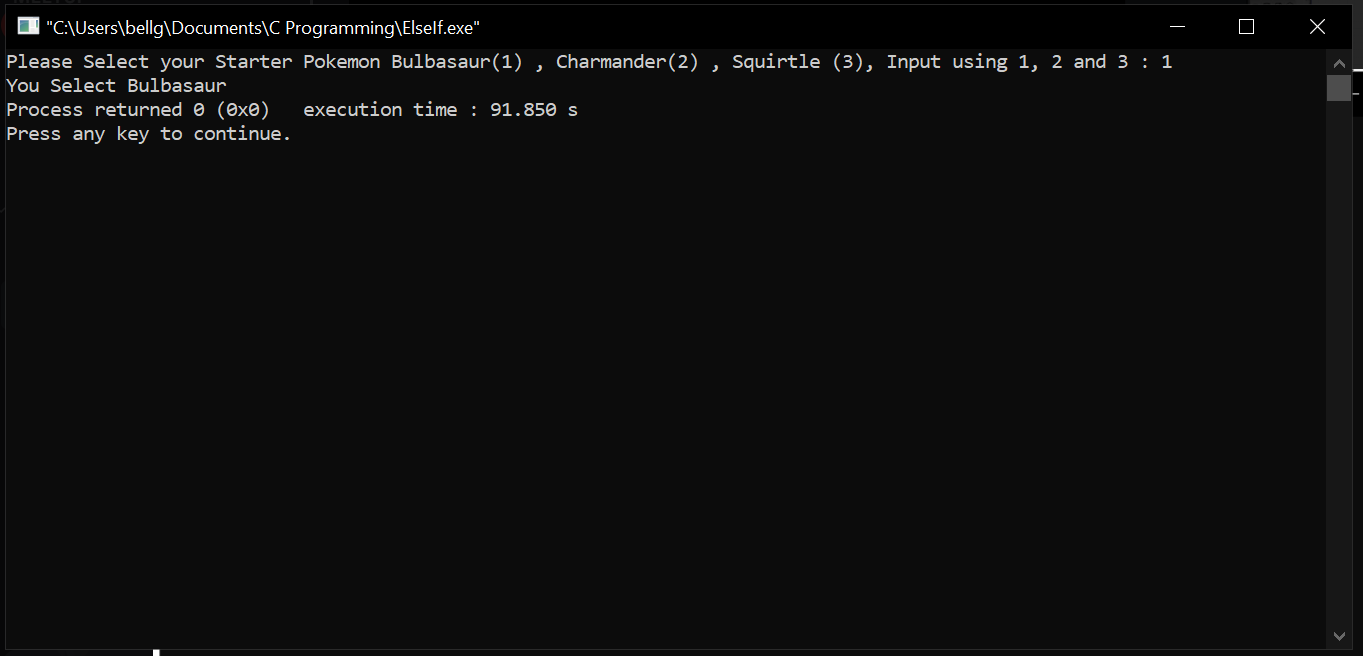 "C:\Users\bellg\Documents\C Programming\ElseIf.exe"
Please Select your Starter Pokemon Bulbasaur(1) , Charmander(2) , Squirtle (3), Input using 1, 2 and 3 : 1
You Select Bulbasaur
Process returned 0 (0x0)   execution time : 91.850 s
Press any key to continue.